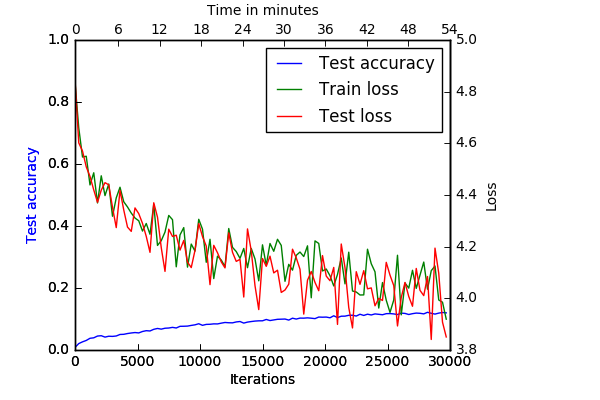 Time in minutes
0 6 12 18 24 30 36 42 48 54
1.0 5.0
Test accuracy
Train loss
Test loss
0.8 4.8
4.6
0.6
4.4
Test accuracy
Loss
0.4
4.2
0.2
4.0
0.0 3.8
0 5000 10000 15000 20000 25000 30000
Iterations